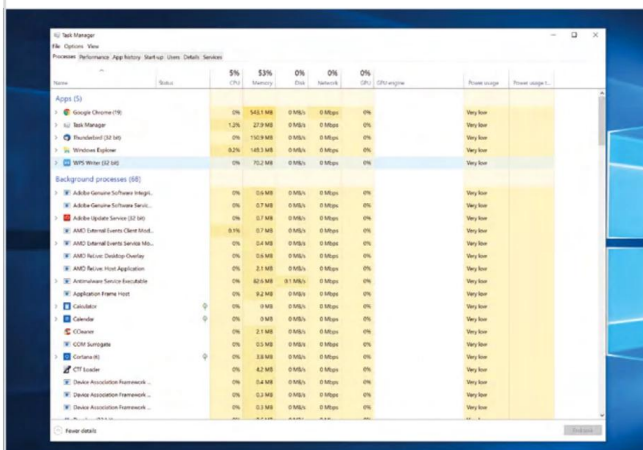 Task Manager
File Options View
Processes Performance App history Start-up Users Details Services
5% 53% 0% 0% 0%
Name Status CPU Memory Disk Network GPU GPU engine Power usage Power usage t...
Apps (5)
Google Chrome (19) 0% 543.1 MB 0 MB/s 0 Mbps 0% Very low
Task Manager 1.2% 27.9 MB 0 MB/s 0 Mbps 0% Very low
Thunderbird (32 bit) 0% 150.9 MB 0 MB/s 0 Mbps 0% Very low
Windows Explorer 0.2% 145.3 MB 0 MB/s 0 Mbps 0% Very low
WPS Writer (32 bit) 0% 70.2 MB 0 MB/s 0 Mbps 0% Very low
Background processes (68)
Adobe Genuine Software Integri... 0% 0.6 MB 0 MB/s 0 Mbps 0% Very low
Adobe Genuine Software Servic... 0% 0.7 MB 0 MB/s 0 Mbps 0% Very low
Adobe Update Service (32 bit) 0% 0.7 MB 0 MB/s 0 Mbps 0% Very low
AMD External Events Client Mod... 0.1% 0.7 MB 0 MB/s 0 Mbps 0% Very low
AMD External Events Service Mo... 0% 0.4 MB 0 MB/s 0 Mbps 0% Very low
AMD ReLive: Desktop Overlay 0% 0.6 MB 0 MB/s 0 Mbps 0% Very low
AMD ReLive: Host Application 0% 2.1 MB 0 MB/s 0 Mbps 0% Very low
Antimalware Service Executable 0% 82.6 MB 0.1 MB/s 0 Mbps 0% Very low
Application Frame Host 0% 8.2 MB 0 MB/s 0 Mbps 0% Very low
Calculator 0% 0 MB 0 MB/s 0 Mbps 0% Very low
Calendar 0% 0 MB 0 MB/s 0 Mbps 0% Very low
CCleaner 0% 2.1 MB 0 MB/s 0 Mbps 0% Very low
COM Surrogate 0% 0.5 MB 0 MB/s 0 Mbps 0% Very low
Cortana (4) 0% 3.8 MB 0 MB/s 0 Mbps 0% Very low
CTF Loader 0% 4.2 MB 0 MB/s 0 Mbps 0% Very low
Device Association Framework ... 0% 0.4 MB 0 MB/s 0 Mbps 0% Very low
Device Association Framework ... 0% 0.3 MB 0 MB/s 0 Mbps 0% Very low
Device Association Framework ... 0% 0.3 MB 0 MB/s 0 Mbps 0% Very low
Fewer details End task